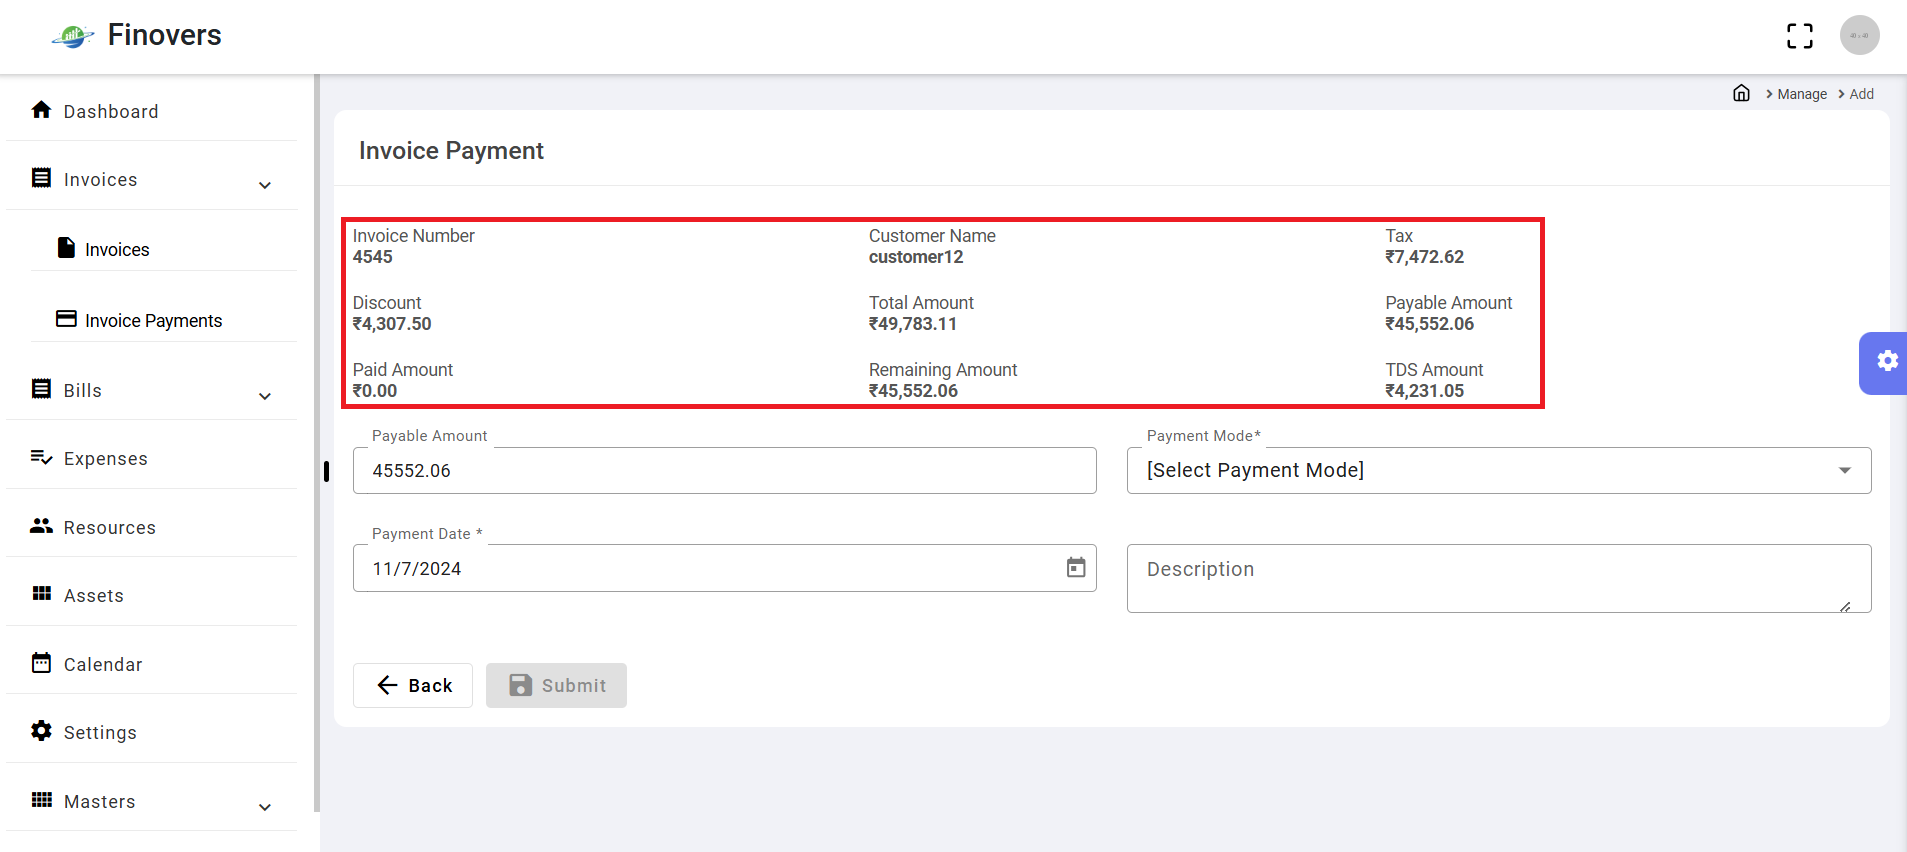 Finovers
40 x 40
Manage
Add
Dashboard
Invoices
Invoices
Invoice Payments
Bills
Expenses
Resources
Assets
Calendar
Settings
Masters
Invoice Payment
Invoice Number
4545
Customer Name
customer12
Tax
₹7,472.62
Discount
₹4,307.50
Total Amount
₹49,783.11
Payable Amount
₹45,552.06
Paid Amount
₹0.00
Remaining Amount
₹45,552.06
TDS Amount
₹4,231.05
Payable Amount
45552.06
Payment Mode*
[Select Payment Mode]
Payment Date *
11/7/2024
Description
Back
Submit